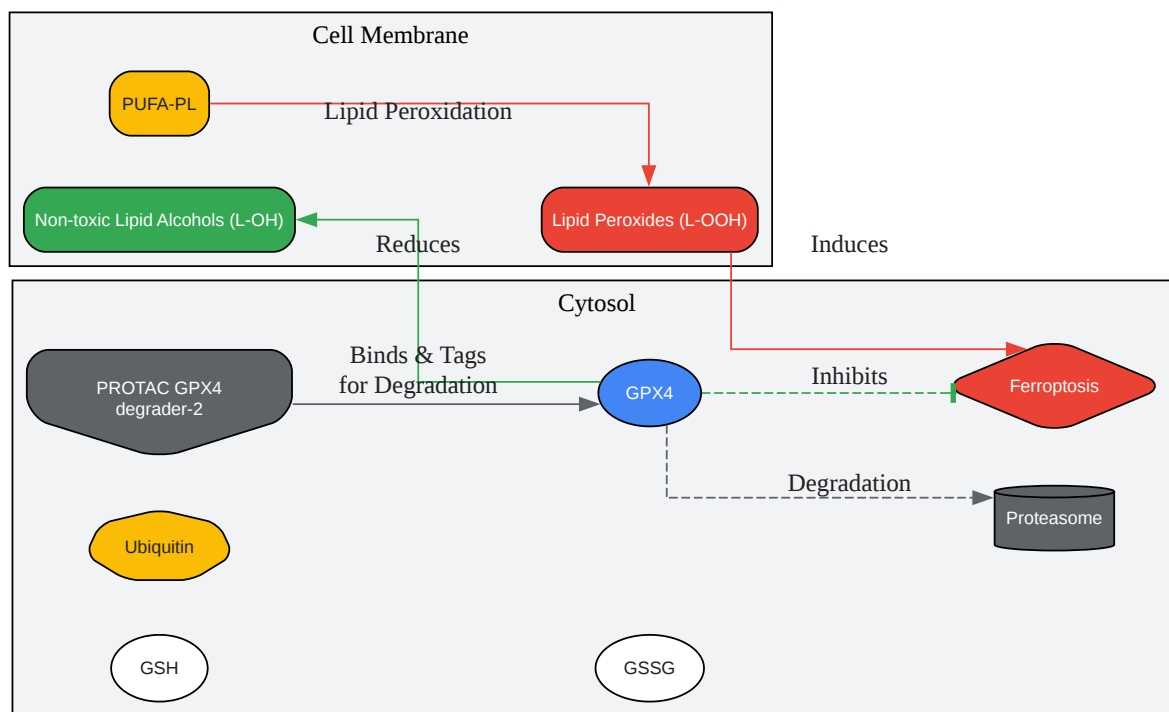 Cell Membrane
PUFA-PL
Lipid Peroxidation
Non-toxic Lipid Alcohols (L-OH)
Lipid Peroxides (L-OOH)
Reduces
Induces
Cytosol
PROTAC GPX4
degrader-2
Binds & Tags
for Degradation
GPX4
Inhibits
Ferroptosis
Degradation
Proteasome
Ubiquitin
GSH
GSSG